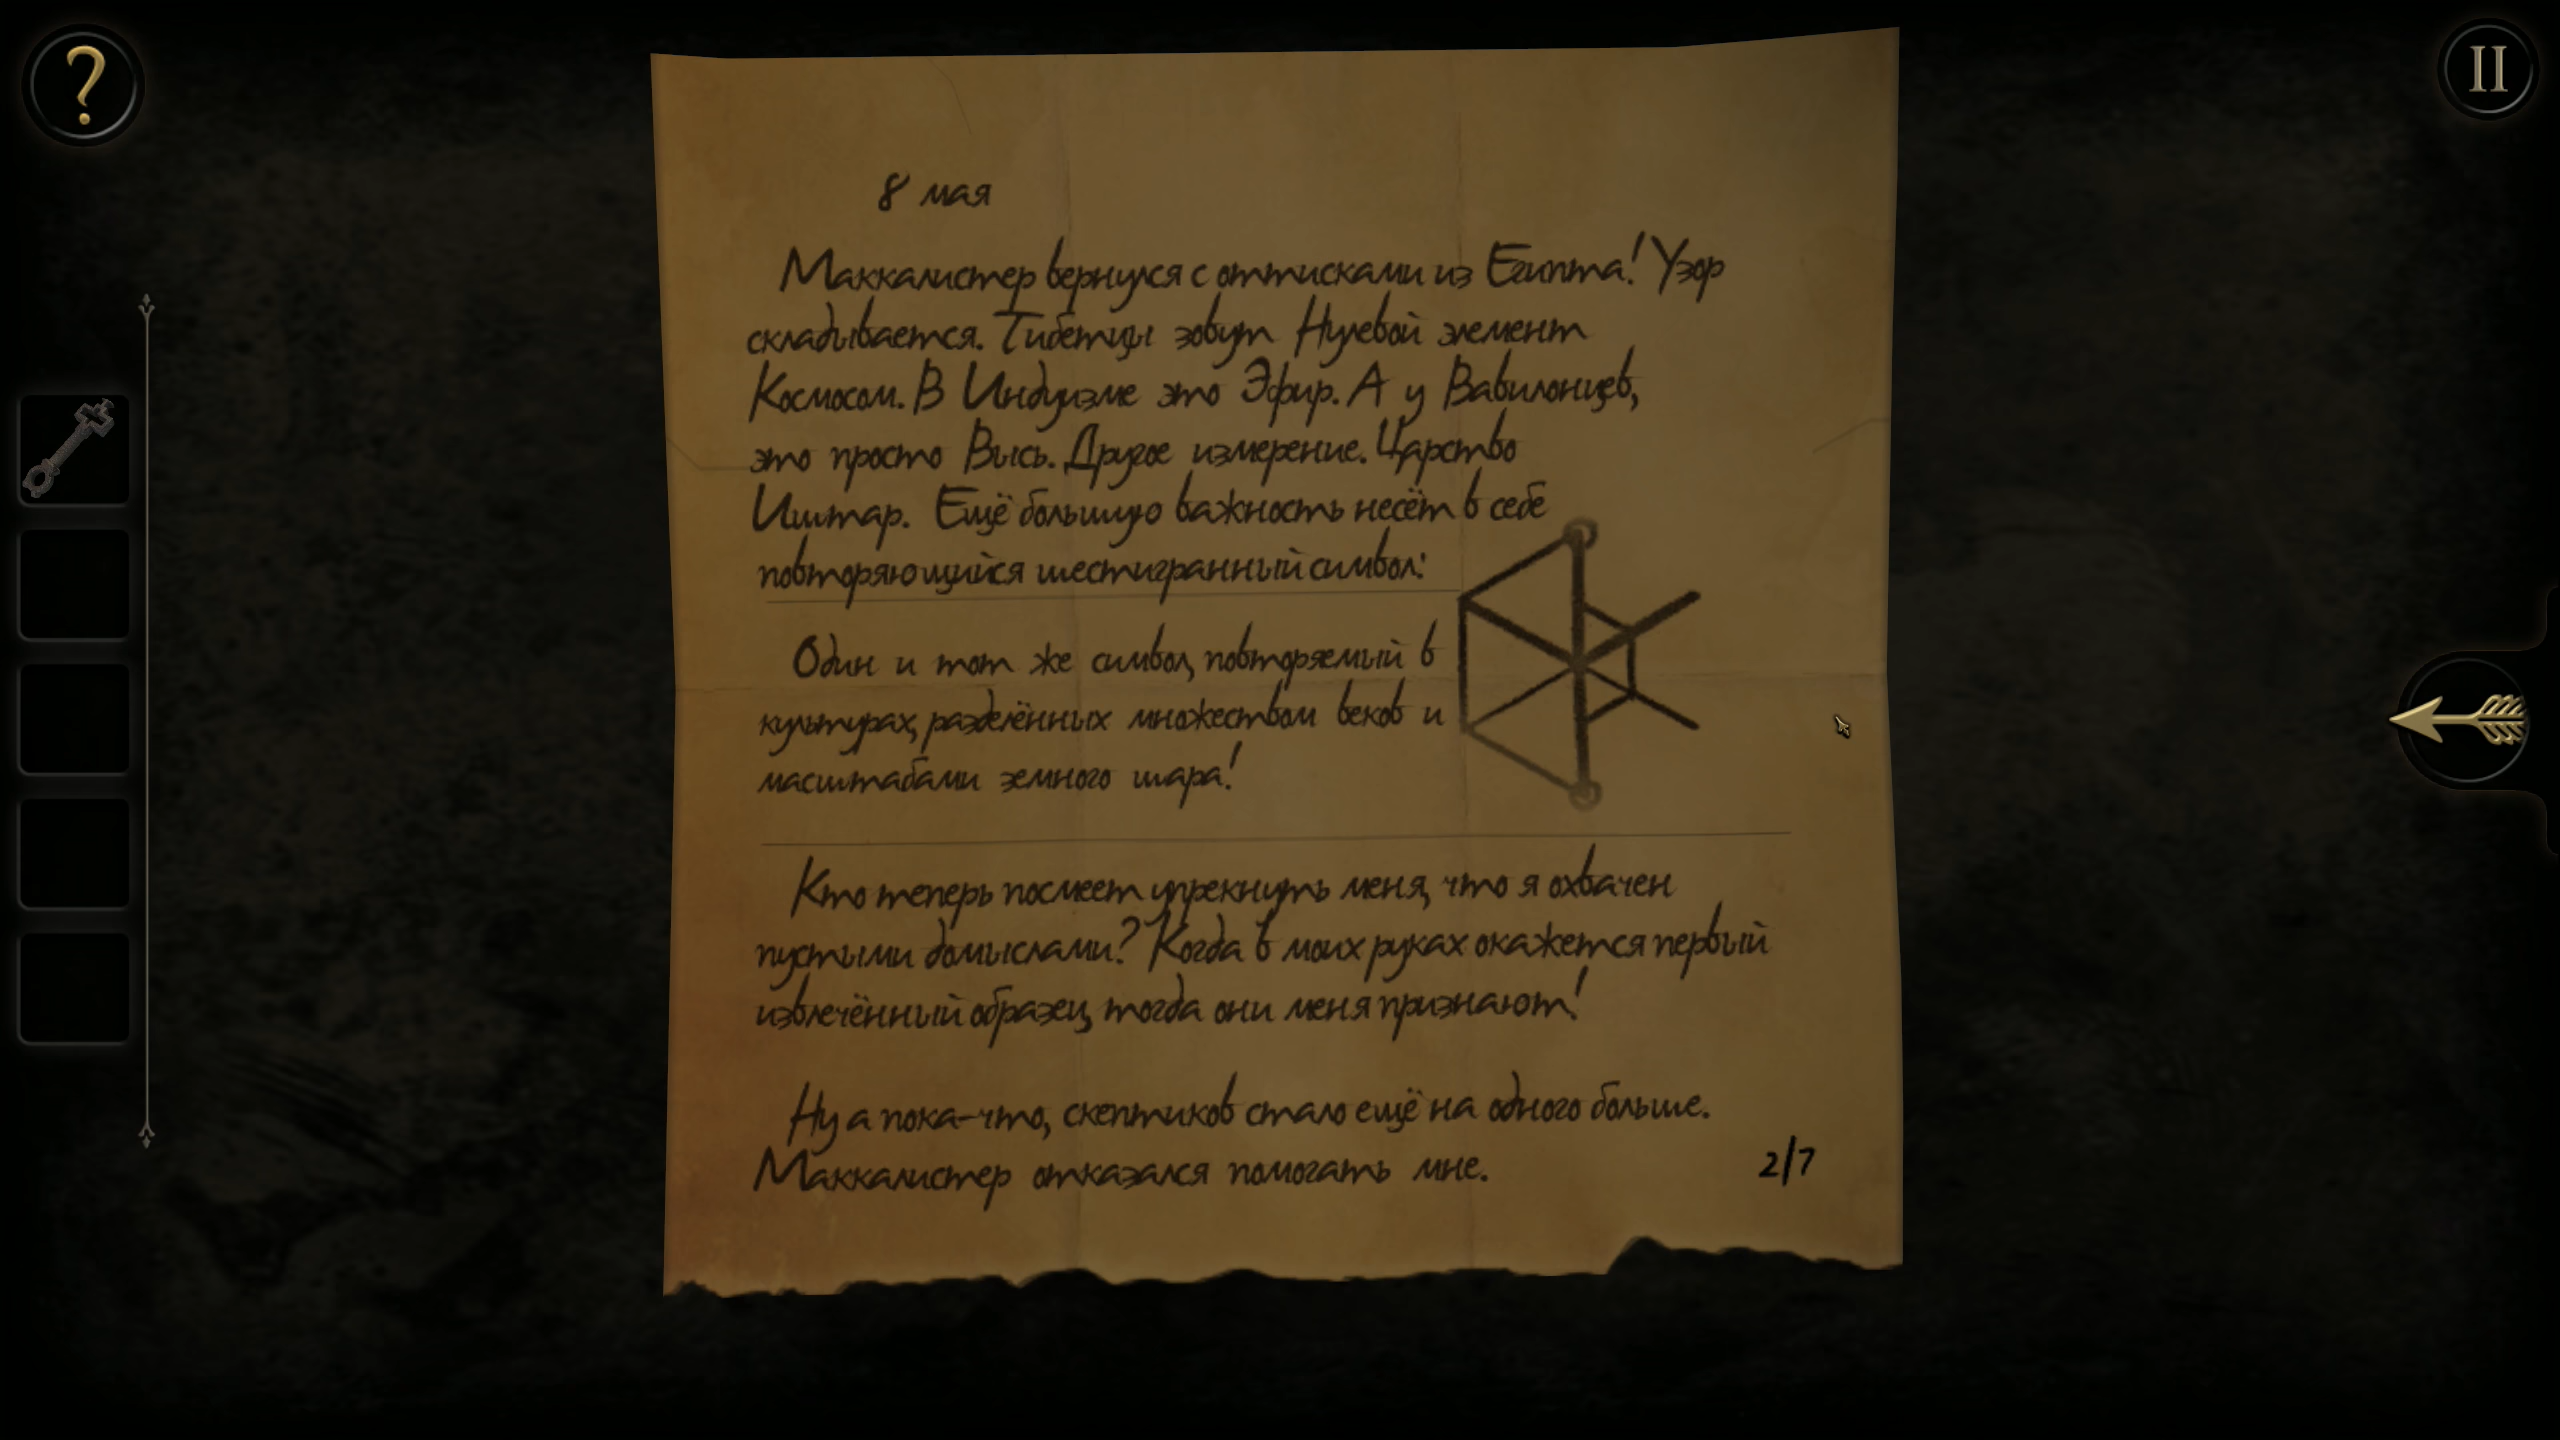 8 мая
Маккалистер вернулся с оттисками из Египта! Узор
складывается. Тибетцы зовут Нулевой элемент
Космосом. В Индуизме это Эфир. А у Вавилонцев,
это просто Высь. Другое измерение. Царство
Иштар. Ещё большую важность несёт в себе
повторяющийся шестигранный символ:
Один и тот же символ, повторяемый в
культурах, разделённых множеством веков и
масштабами земного шара!
Кто теперь посмеет упрекнуть меня, что я охвачен
пустыми домыслами? Когда в моих руках окажется первый
извлечённый образец, тогда они меня признают!
Ну а пока-что, скептиков стало ещё на одного больше.
Маккалистер отказался помогать мне.
2/7